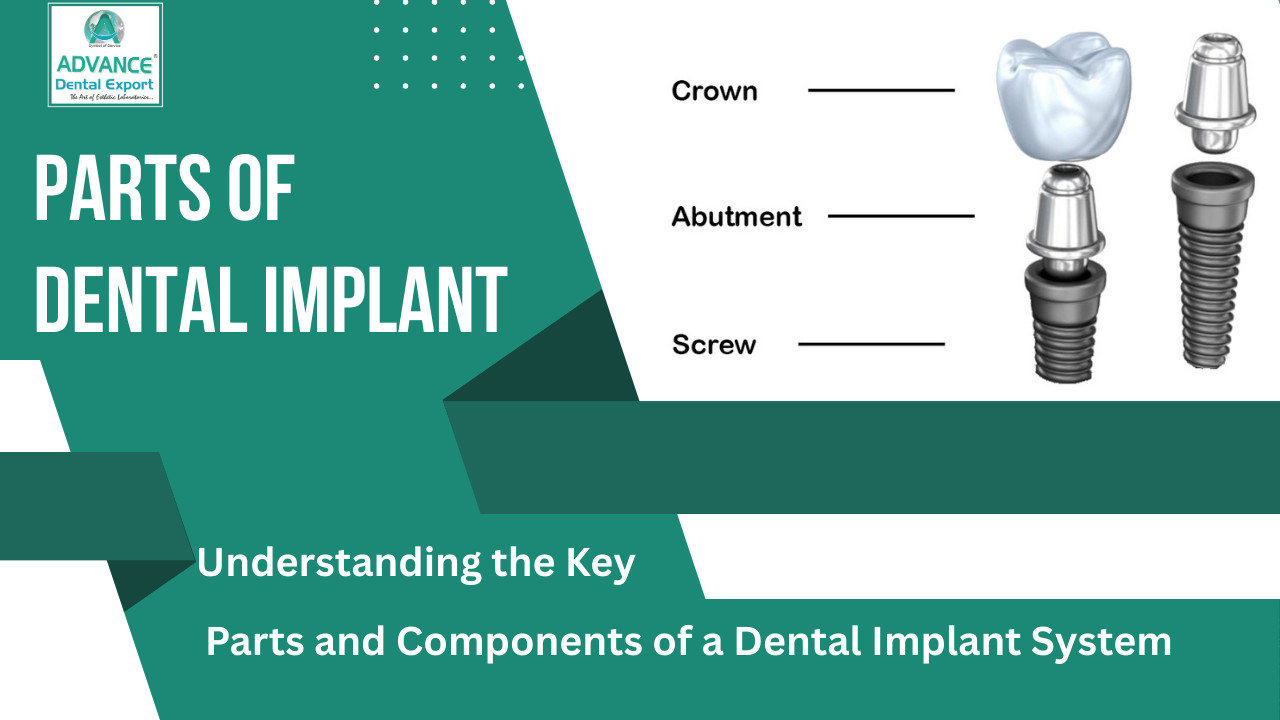 Symbol of Service
ADVANCE®
Dental Export
The Art of Esthetic Laboratories...
PARTS OF
DENTAL IMPLANT
Crown
Abutment
Screw
Understanding the Key
Parts and Components of a Dental Implant System